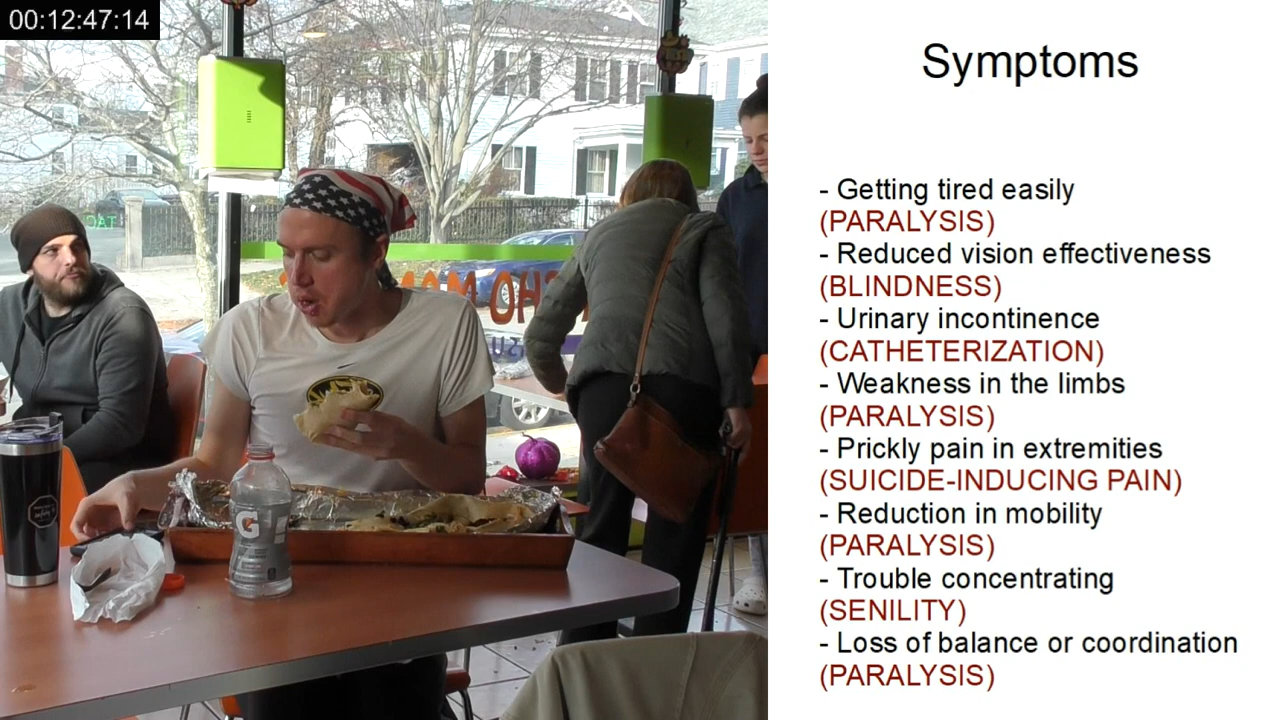 00:12:47:14
Symptoms
- Getting tired easily
(PARALYSIS)
- Reduced vision effectiveness
(BLINDNESS)
- Urinary incontinence
(CATHETERIZATION)
- Weakness in the limbs
(PARALYSIS)
- Prickly pain in extremities
(SUICIDE-INDUCING PAIN)
- Reduction in mobility
(PARALYSIS)
- Trouble concentrating
(SENILITY)
- Loss of balance or coordination
(PARALYSIS)
G